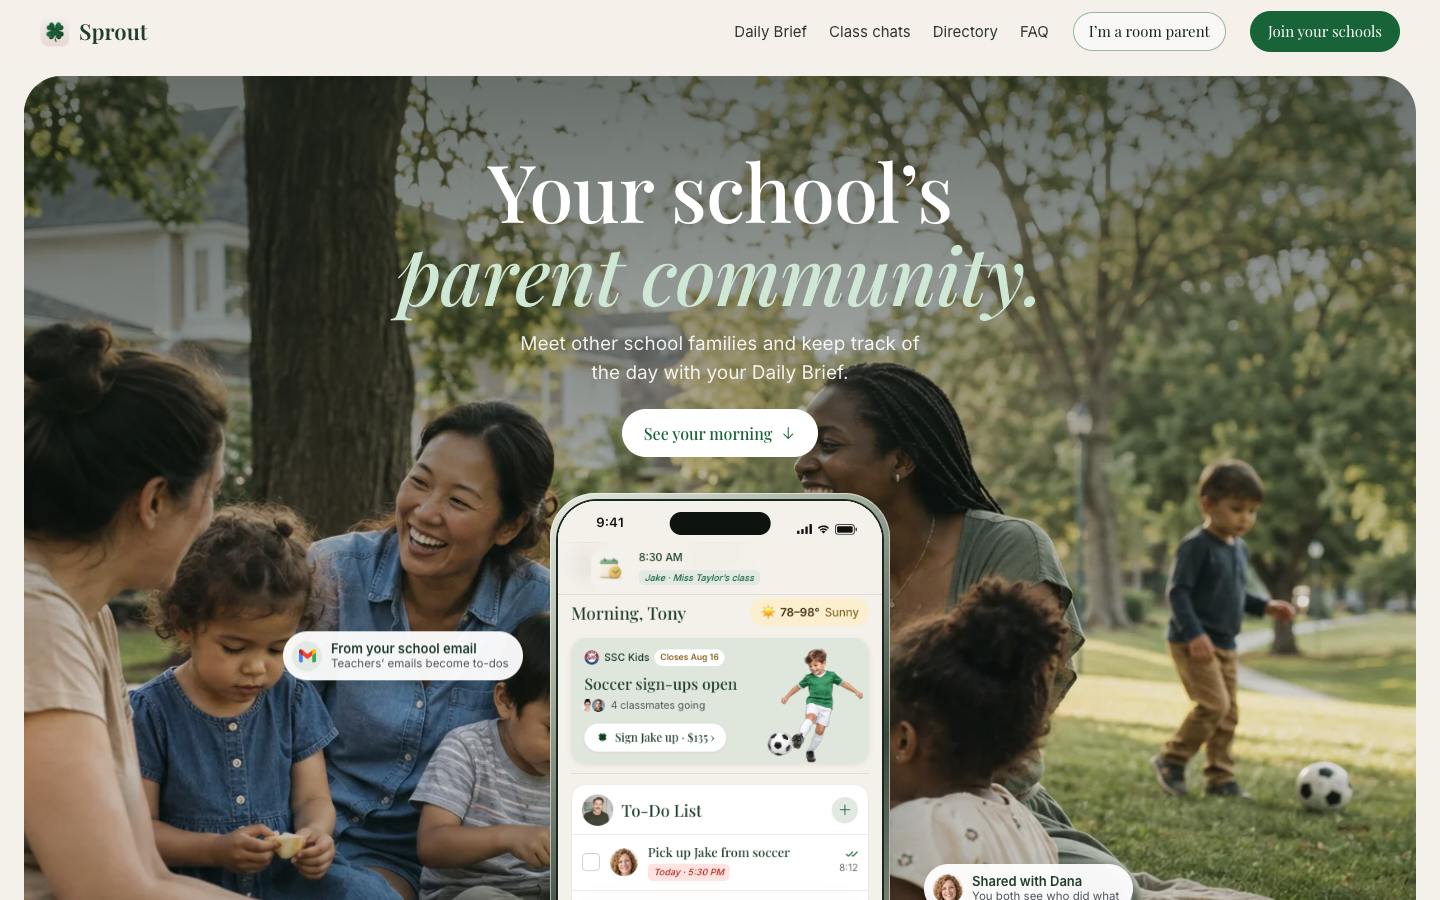 Sprout
Daily Brief
Class chats
Directory
FAQ
I'm a room parent
Join your schools
Your school's
parent community.
Meet other school families and keep track of
the day with your Daily Brief.
See your morning ↓
9:41
8:30 AM
Jake · Miss Taylor's class
Morning, Tony
78–98° Sunny
From your school email
Teachers' emails become to-dos
SSC Kids
Closes Aug 16
Soccer sign-ups open
4 classmates going
Sign Jake up · $135 ›
To-Do List
Pick up Jake from soccer
Today · 5:30 PM
8:12
Shared with Dana
You both see who did what